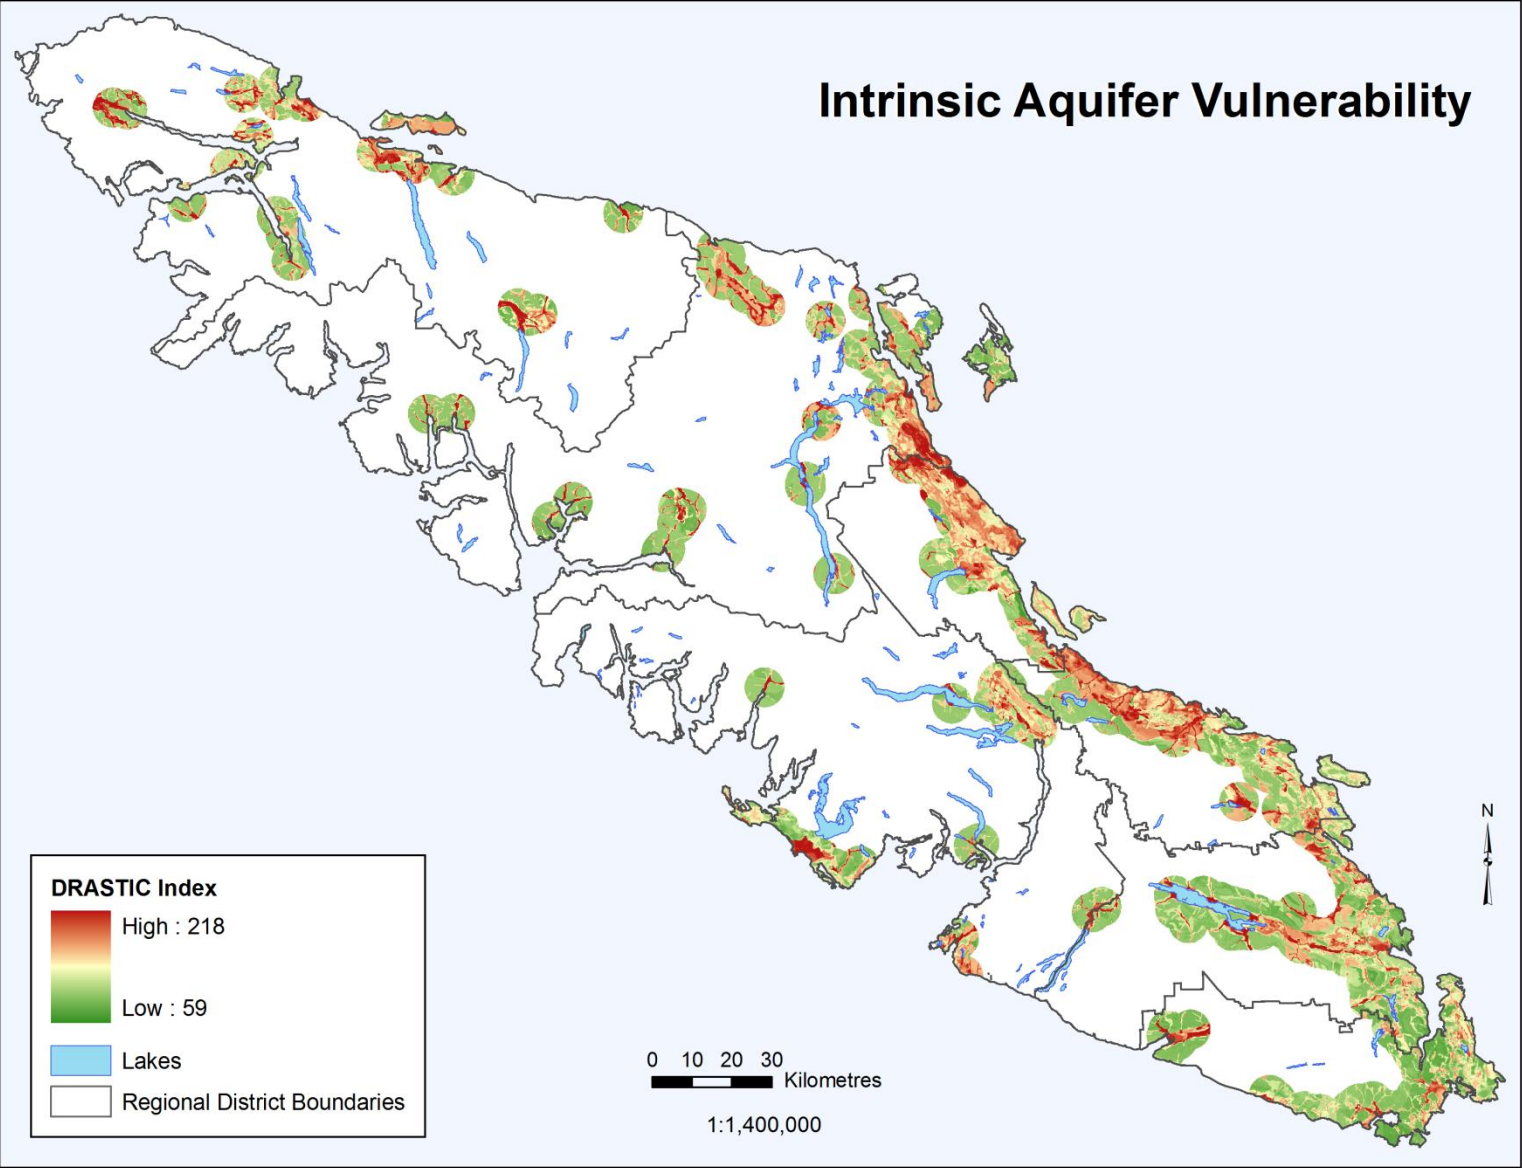 Intrinsic Aquifer Vulnerability
N
DRASTIC Index
High : 218
Low : 59
Lakes
Regional District Boundaries
0 10 20 30
Kilometres
1:1,400,000